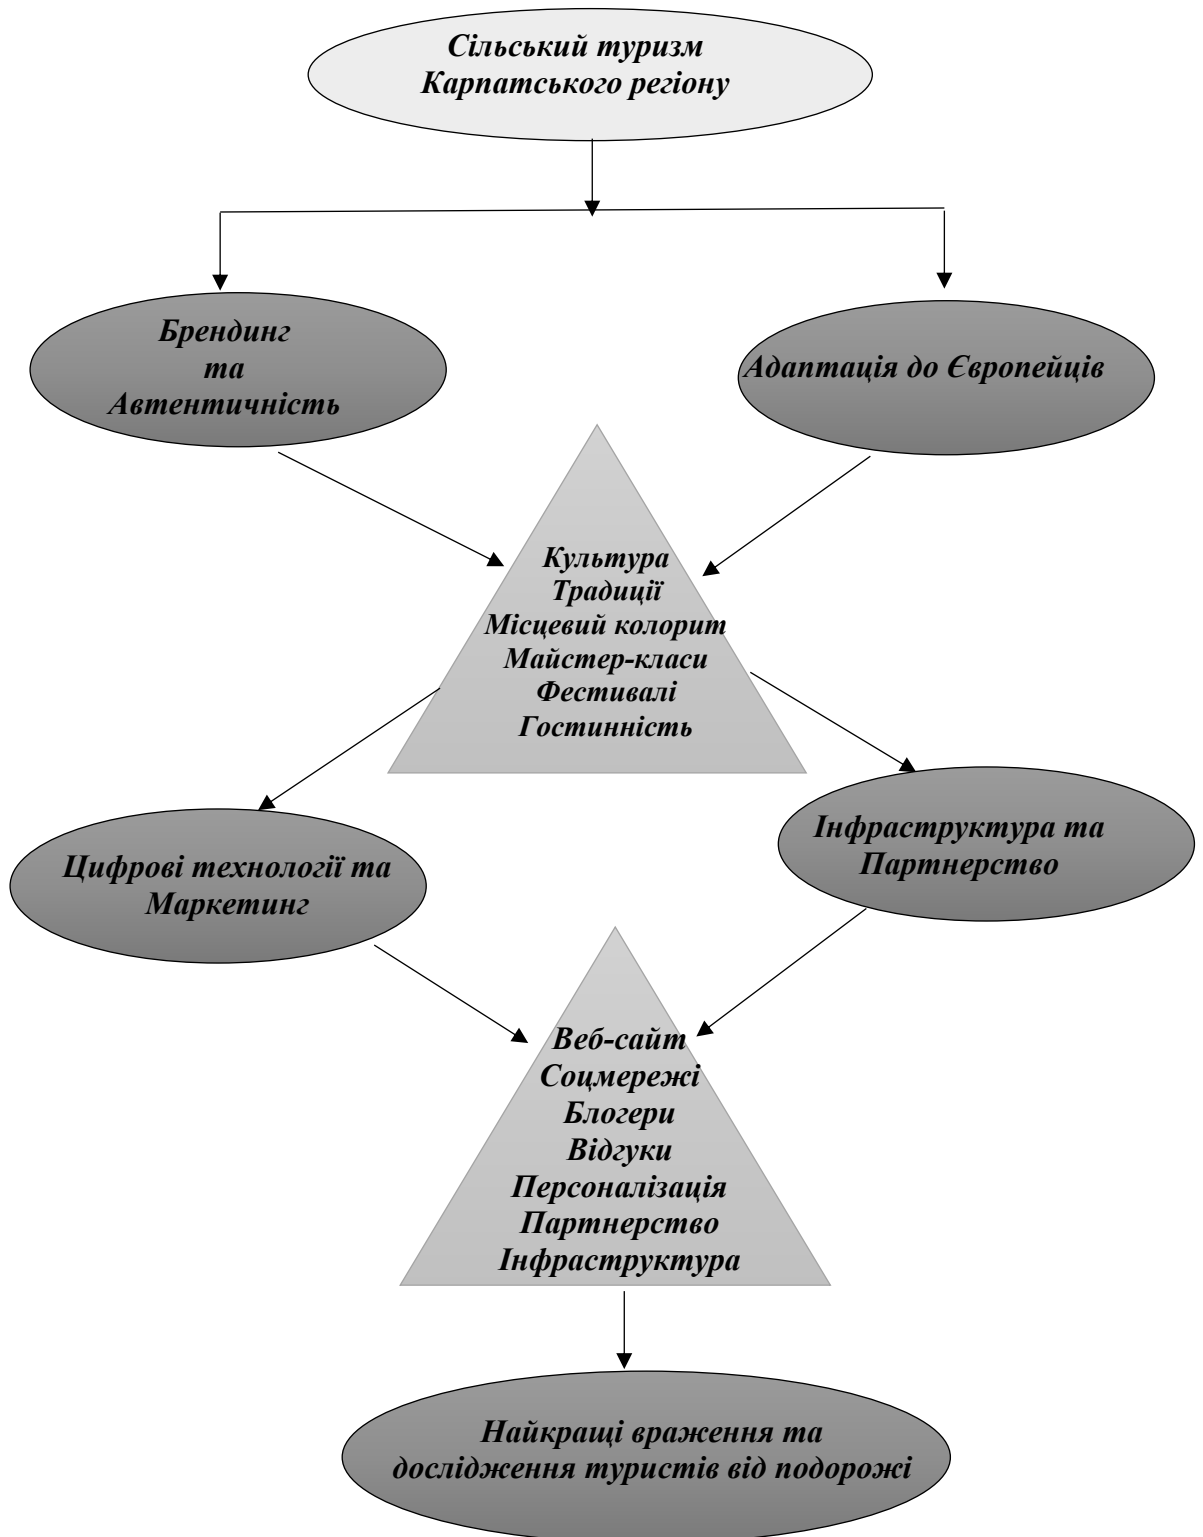 Сільський туризм
Карпатського регіону
Брендинг
та
Автентичність
Адаптація до Європейців
Культура
Традиції
Місцевий колорит
Майстер-класи
Фестивалі
Гостинність
Цифрові технології та
Маркетинг
Інфраструктура та
Партнерство
Веб-сайт
Соцмережі
Блогери
Відгуки
Персоналізація
Партнерство
Інфраструктура
Найкращі враження та
дослідження туристів від подорожі